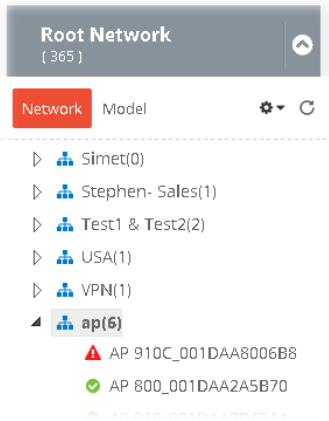 Root Network
( 365 )
Network Model
Simet(0)
Stephen- Sales(1)
Test1 & Test2(2)
USA(1)
VPN(1)
ap(6)
AP 910C_001DAA8006B8
AP 800_001DAA2A5B70